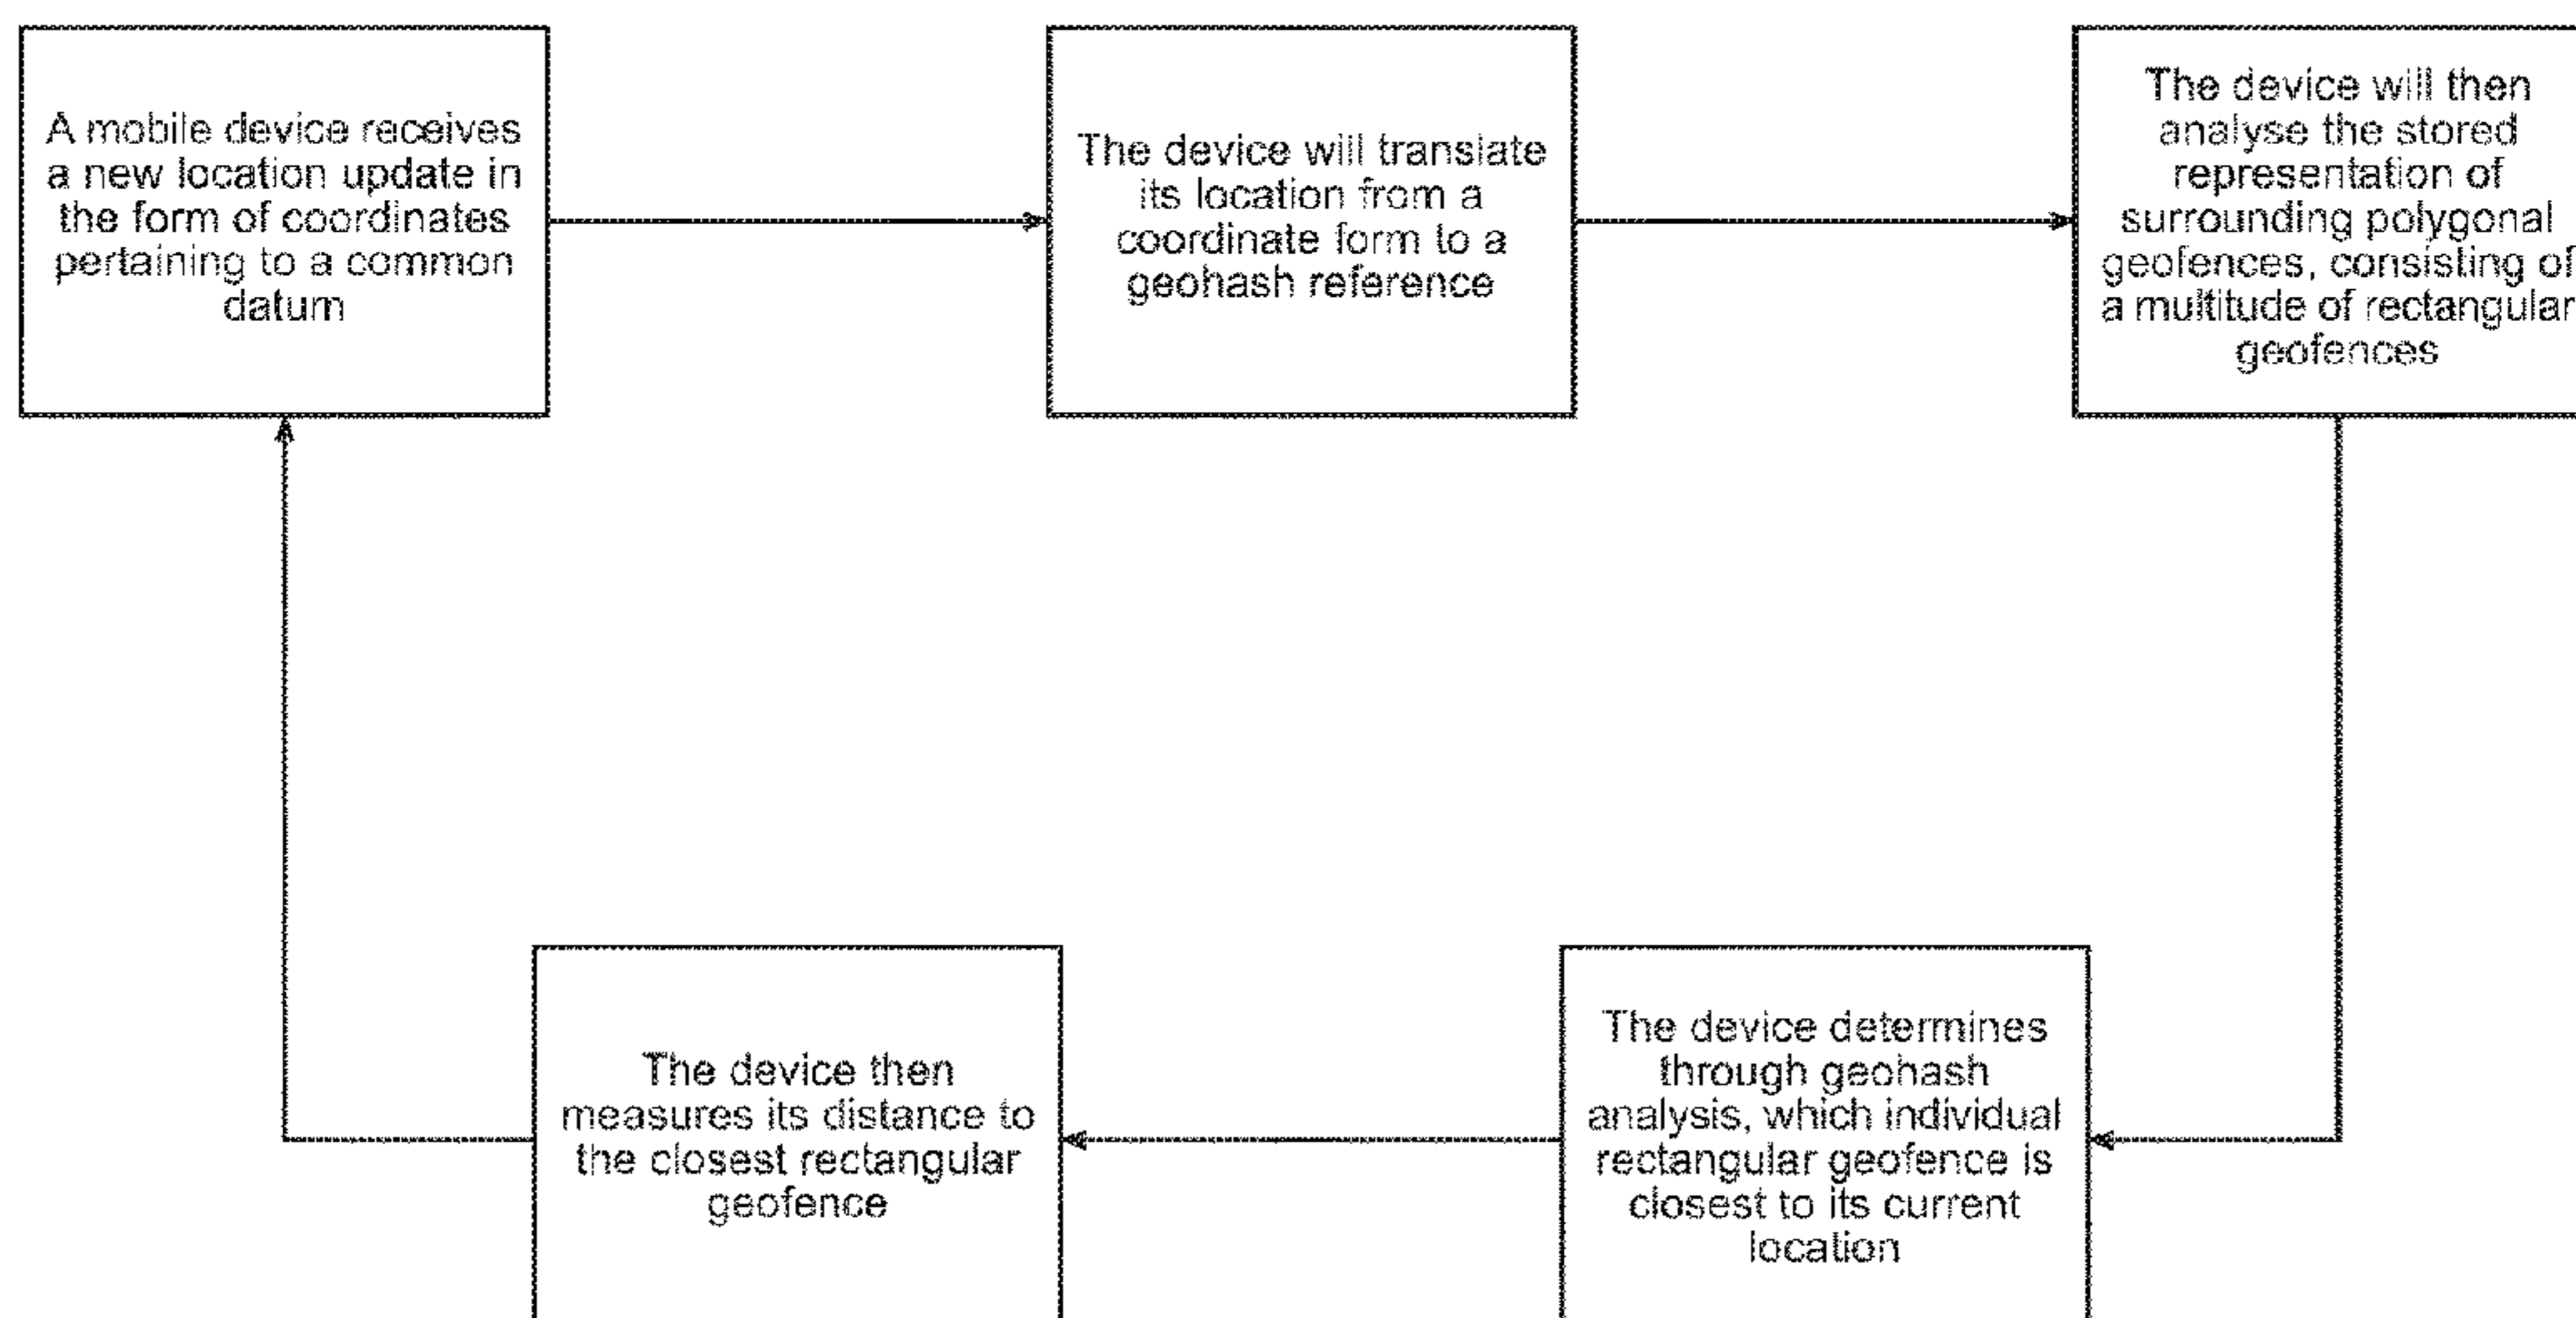 A mobile device receives
a new location update in
the form of coordinates
pertaining to a common
datum
The device will translate
its location from a
coordinate form to a
geohash reference
The device will then
analyse the stored
representation of
surrounding polygonal
geofences, consisting of
a multitude of rectangular
geofences
The device determines
through geohash
analysis, which individual
rectangular geofence is
closest to its current
location
The device then
measures its distance to
the closest rectangular
geofence